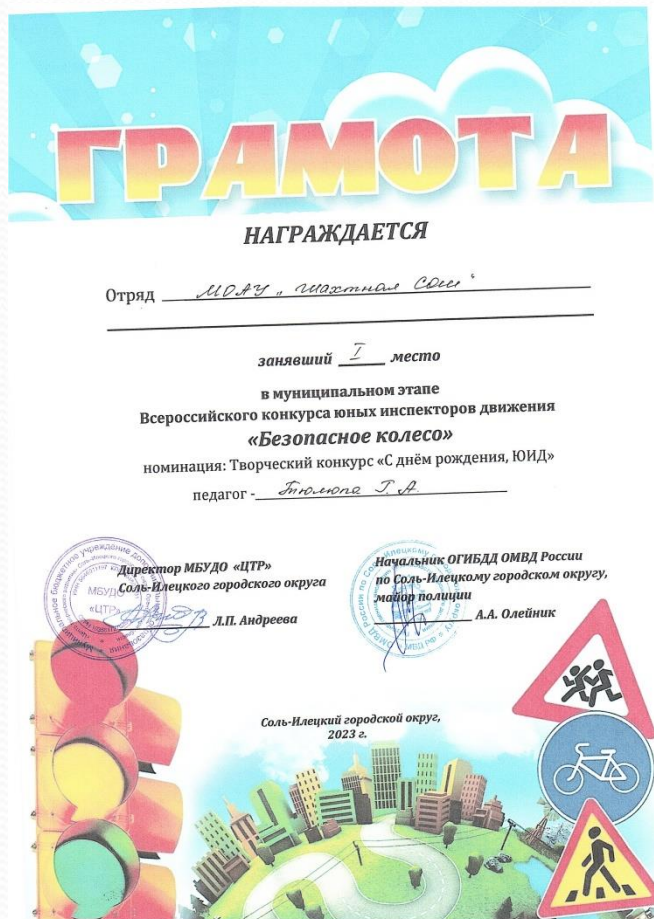 ГРАМОТА
НАГРАЖДАЕТСЯ
Отряд МОАУ „Шахтная СОШ"
занявший I место
в муниципальном этапе
Всероссийского конкурса юных инспекторов движения
«Безопасное колесо»
номинация: Творческий конкурс «С днём рождения, ЮИД»
педагог - Тюлюпа Г.А.
Директор МБУДО «ЦТР»
Соль-Илецкого городского округа
Л.П. Андреева
Начальник ОГИБДД ОМВД России
по Соль-Илецкому городском округу,
майор полиции
А.А. Олейник
МБУДО
«ЦТР»
Соль-Илецкий городской округ,
2023 г.